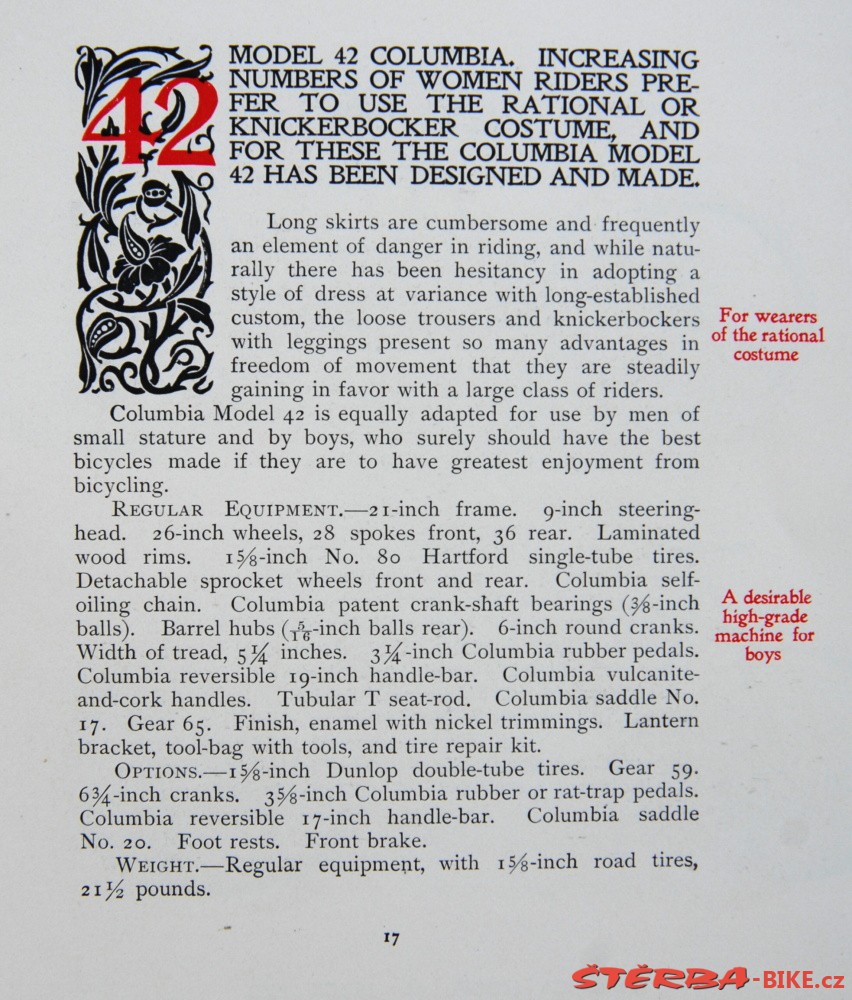 42
MODEL 42 COLUMBIA. INCREASING
NUMBERS OF WOMEN RIDERS PRE-
FER TO USE THE RATIONAL OR
KNICKERBOCKER COSTUME, AND
FOR THESE THE COLUMBIA MODEL
42 HAS BEEN DESIGNED AND MADE.
Long skirts are cumbersome and frequently
an element of danger in riding, and while natu-
rally there has been hesitancy in adopting a
style of dress at variance with long-established
custom, the loose trousers and knickerbockers
with leggings present so many advantages in
freedom of movement that they are steadily
gaining in favor with a large class of riders.
For wearers
of the rational
costume
Columbia Model 42 is equally adapted for use by men of
small stature and by boys, who surely should have the best
bicycles made if they are to have greatest enjoyment from
bicycling.
REGULAR EQUIPMENT.—21-inch frame. 9-inch steering-
head. 26-inch wheels, 28 spokes front, 36 rear. Laminated
wood rims. 1⅝-inch No. 80 Hartford single-tube tires.
Detachable sprocket wheels front and rear. Columbia self-
oiling chain. Columbia patent crank-shaft bearings (⅜-inch
balls). Barrel hubs (5/16-inch balls rear). 6-inch round cranks.
Width of tread, 5¼ inches. 3¼-inch Columbia rubber pedals.
Columbia reversible 19-inch handle-bar. Columbia vulcanite-
and-cork handles. Tubular T seat-rod. Columbia saddle No.
17. Gear 65. Finish, enamel with nickel trimmings. Lantern
bracket, tool-bag with tools, and tire repair kit.
A desirable
high-grade
machine for
boys
OPTIONS.—1⅝-inch Dunlop double-tube tires. Gear 59.
6¾-inch cranks. 3⅝-inch Columbia rubber or rat-trap pedals.
Columbia reversible 17-inch handle-bar. Columbia saddle
No. 20. Foot rests. Front brake.
WEIGHT.—Regular equipment, with 1⅝-inch road tires,
21½ pounds.
17
ŠTĚRBA-BIKE.cz